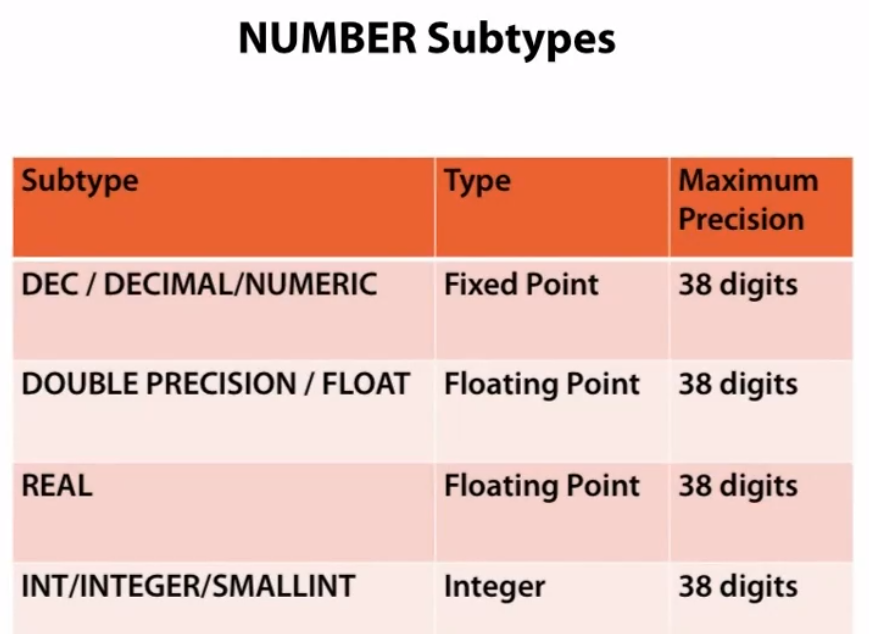 NUMBER Subtypes
Subtype Type Maximum Precision
DEC / DECIMAL/NUMERIC Fixed Point 38 digits
DOUBLE PRECISION / FLOAT Floating Point 38 digits
REAL Floating Point 38 digits
INT/INTEGER/SMALLINT Integer 38 digits